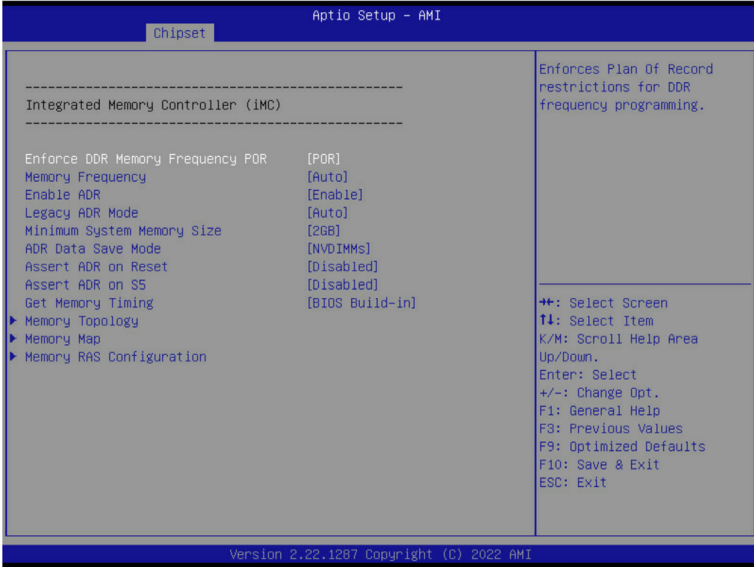 Aptio Setup – AMI
Chipset
--------------------------------------------------
Integrated Memory Controller (iMC)
--------------------------------------------------
Enforce DDR Memory Frequency POR [POR]
Memory Frequency [Auto]
Enable ADR [Enable]
Legacy ADR Mode [Auto]
Minimum System Memory Size [2GB]
ADR Data Save Mode [NVDIMMs]
Assert ADR on Reset [Disabled]
Assert ADR on S5 [Disabled]
Get Memory Timing [BIOS Build-in]
Memory Topology
Memory Map
Memory RAS Configuration
Enforces Plan Of Record
restrictions for DDR
frequency programming.
→←: Select Screen
↑↓: Select Item
K/M: Scroll Help Area
Up/Down.
Enter: Select
+/-: Change Opt.
F1: General Help
F3: Previous Values
F9: Optimized Defaults
F10: Save & Exit
ESC: Exit
Version 2.22.1287 Copyright (C) 2022 AMI